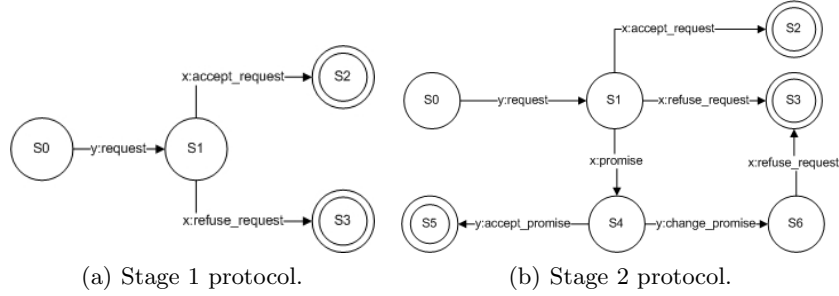 S0
y:request
S1
x:accept_request
S2
x:refuse_request
S3
(a) Stage 1 protocol.
S0
y:request
S1
x:accept_request
S2
x:refuse_request
S3
x:promise
x:refuse_request
S5
y:accept_promise
S4
y:change_promise
S6
(b) Stage 2 protocol.